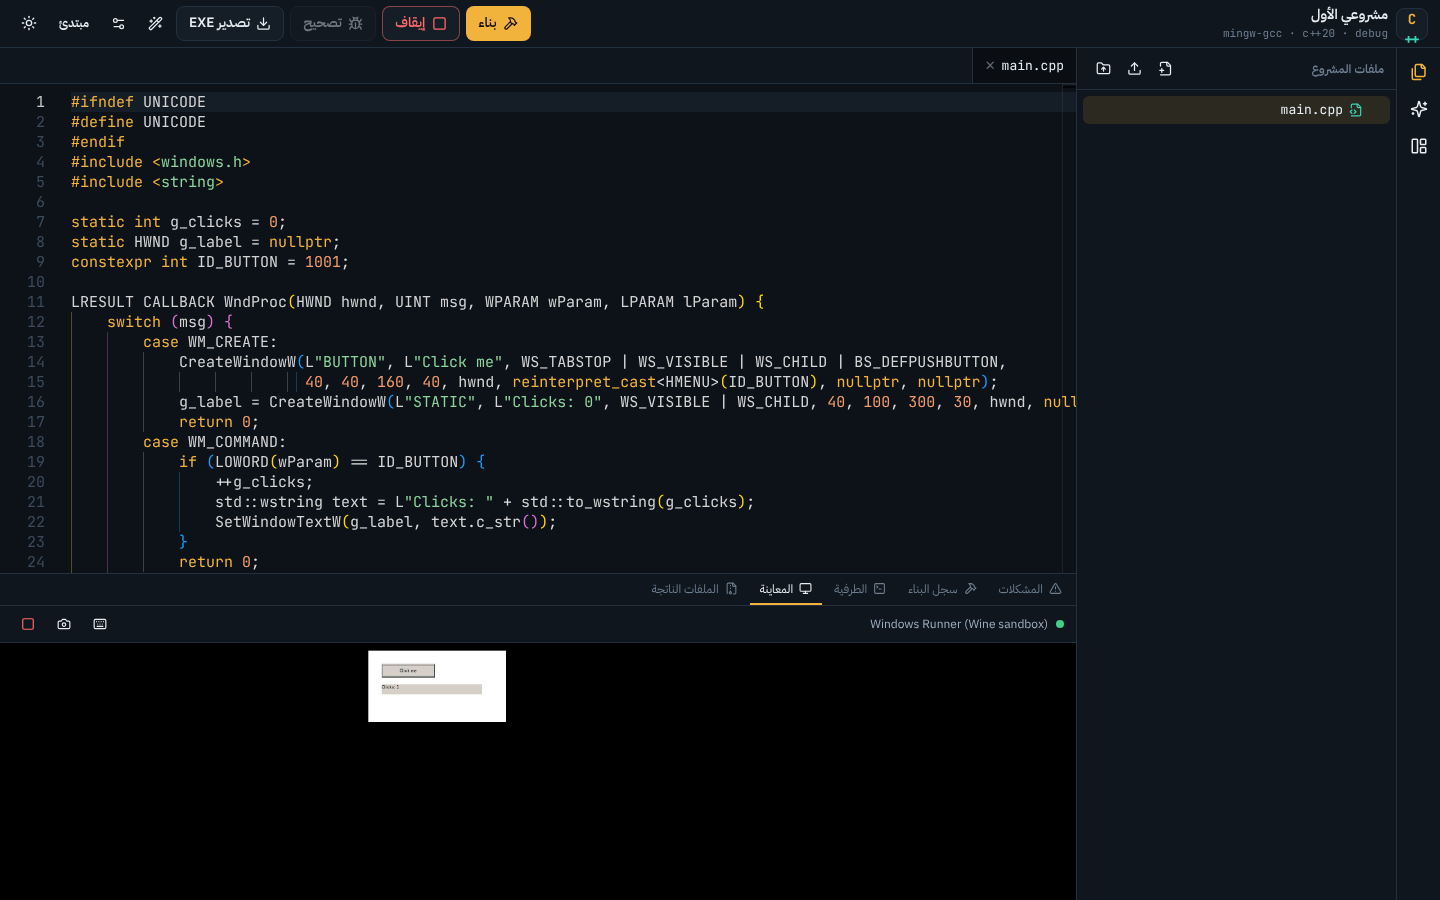 مشروعي الأول
mingw-gcc · c++20 · debug
C
++
بناء
إيقاف
تصحيح
تصدير EXE
مبتدئ
ملفات المشروع
main.cpp
main.cpp ×
1 #ifndef UNICODE
2 #define UNICODE
3 #endif
4 #include <windows.h>
5 #include <string>
6
7 static int g_clicks = 0;
8 static HWND g_label = nullptr;
9 constexpr int ID_BUTTON = 1001;
10
11 LRESULT CALLBACK WndProc(HWND hwnd, UINT msg, WPARAM wParam, LPARAM lParam) {
12 switch (msg) {
13 case WM_CREATE:
14 CreateWindowW(L"BUTTON", L"Click me", WS_TABSTOP | WS_VISIBLE | WS_CHILD | BS_DEFPUSHBUTTON,
15 40, 40, 160, 40, hwnd, reinterpret_cast<HMENU>(ID_BUTTON), nullptr, nullptr);
16 g_label = CreateWindowW(L"STATIC", L"Clicks: 0", WS_VISIBLE | WS_CHILD, 40, 100, 300, 30, hwnd, null
17 return 0;
18 case WM_COMMAND:
19 if (LOWORD(wParam) == ID_BUTTON) {
20 ++g_clicks;
21 std::wstring text = L"Clicks: " + std::to_wstring(g_clicks);
22 SetWindowTextW(g_label, text.c_str());
23 }
24 return 0;
المشكلات
سجل البناء
الطرفية
المعاينة
الملفات الناتجة
Windows Runner (Wine sandbox)
Click me
Clicks: